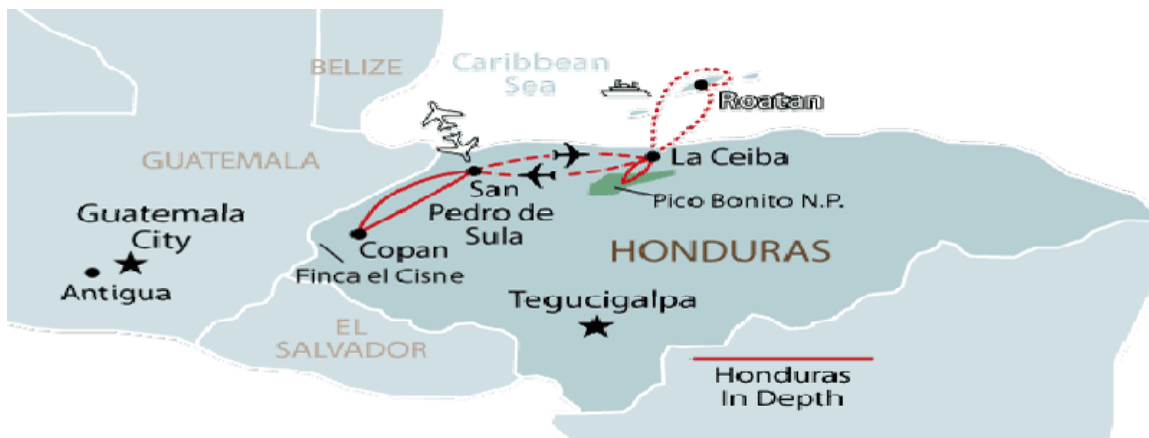 BELIZE
Caribbean
Sea
Roatan
GUATEMALA
La Ceiba
San
Pedro de
Sula
Pico Bonito N.P.
Guatemala
City
Copan
HONDURAS
Finca el Cisne
Antigua
Tegucigalpa
EL
SALVADOR
Honduras
In Depth